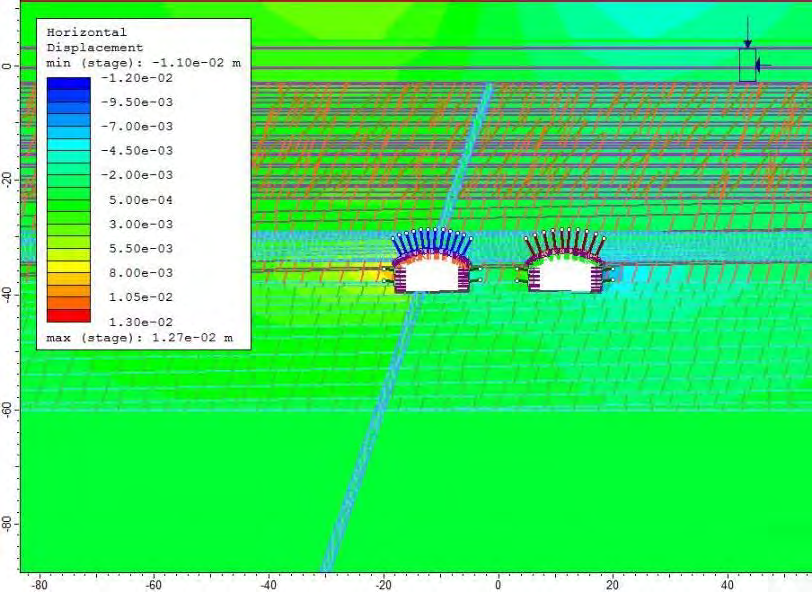 Horizontal
Displacement
min (stage): -1.10e-02 m
-1.20e-02
-9.50e-03
-7.00e-03
-4.50e-03
-2.00e-03
5.00e-04
3.00e-03
5.50e-03
8.00e-03
1.05e-02
1.30e-02
max (stage): 1.27e-02 m
0
-20
-40
-60
-80
-80
-60
-40
-20
0
20
40